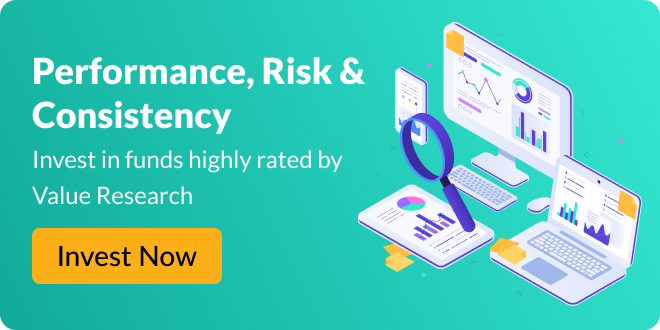 Performance, Risk &
Consistency
Invest in funds highly rated by
Value Research
Invest Now